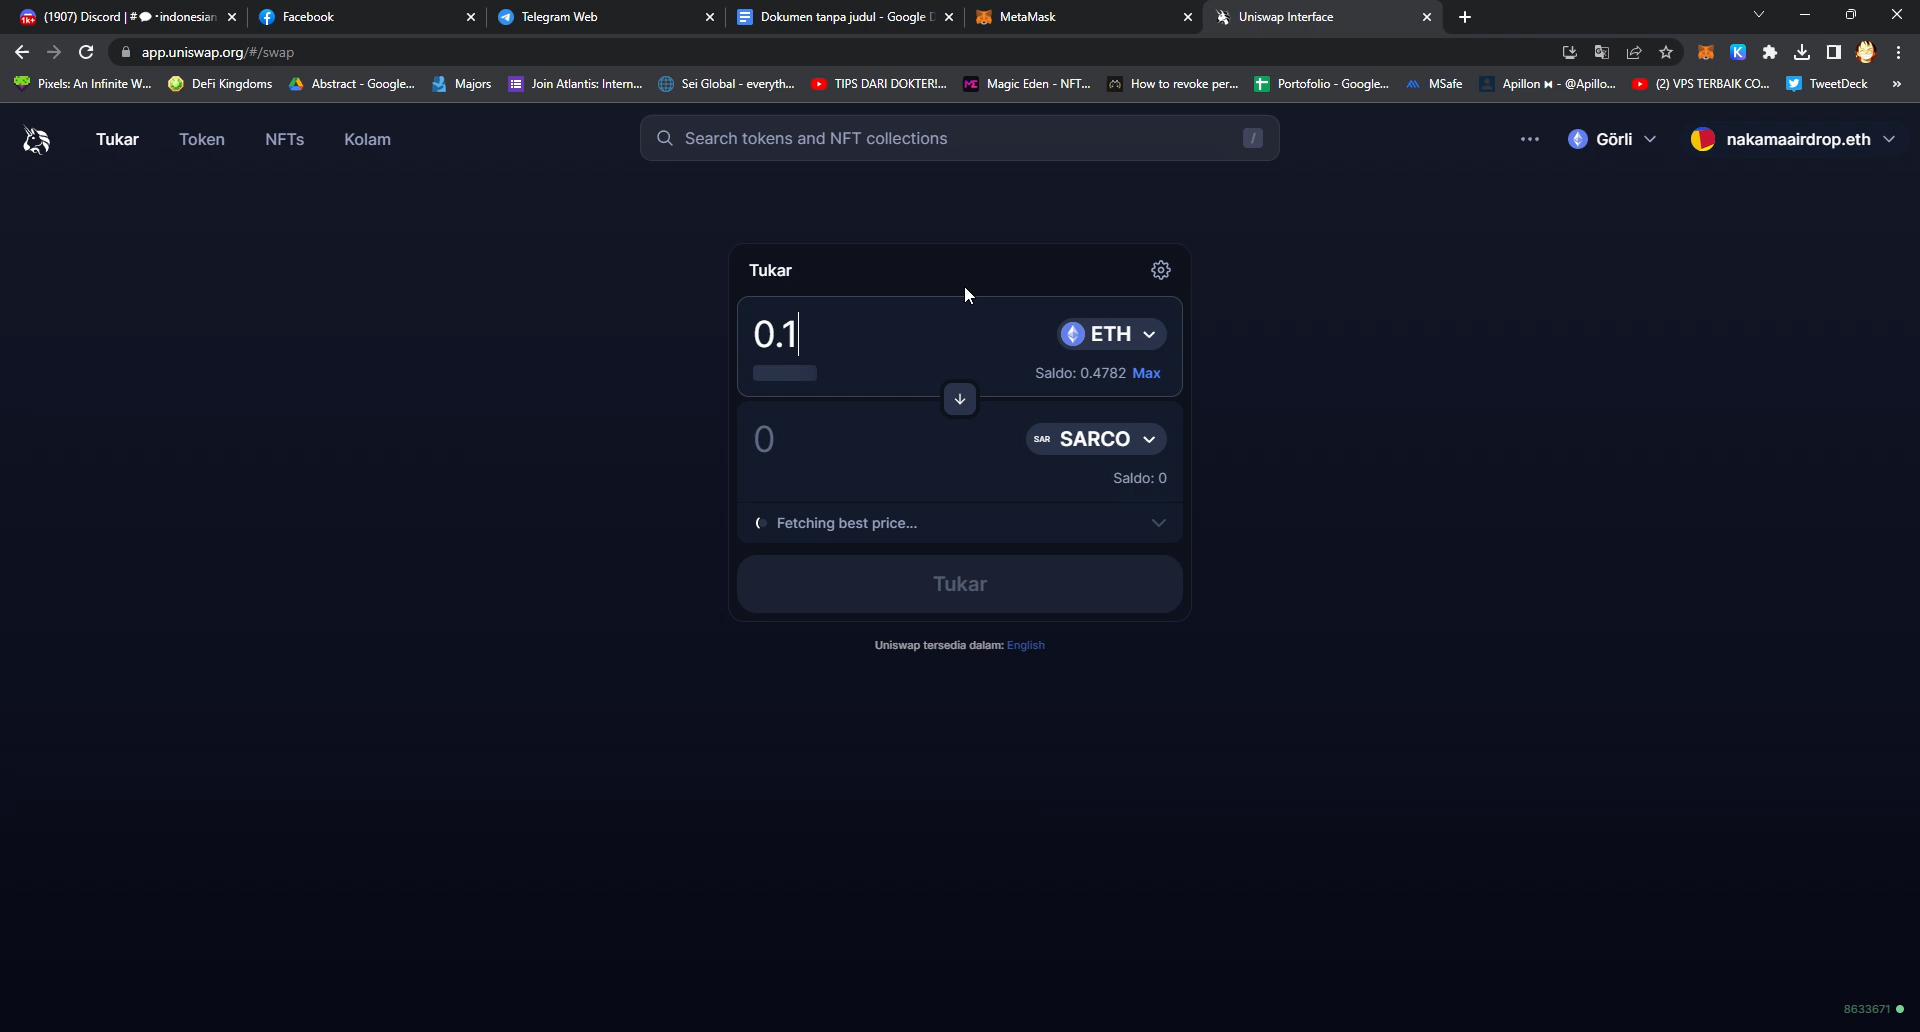 (1907) Discord | #💬・indonesian
Facebook
Telegram Web
Dokumen tanpa judul - Google D
MetaMask
Uniswap Interface
app.uniswap.org/#/swap
Pixels: An Infinite W...
DeFi Kingdoms
Abstract - Google...
Majors
Join Atlantis: Intern...
Sei Global - everyth...
TIPS DARI DOKTER!...
Magic Eden - NFT...
How to revoke per...
Portofolio - Google...
MSafe
Apillon ⧓ - @Apillo...
(2) VPS TERBAIK CO...
TweetDeck
»
Tukar
Token
NFTs
Kolam
Search tokens and NFT collections
/
Görli
nakamaairdrop.eth
Tukar
0.1
ETH
Saldo: 0.4782 Max
0
SAR SARCO
Saldo: 0
Fetching best price...
Tukar
Uniswap tersedia dalam: English
8633671